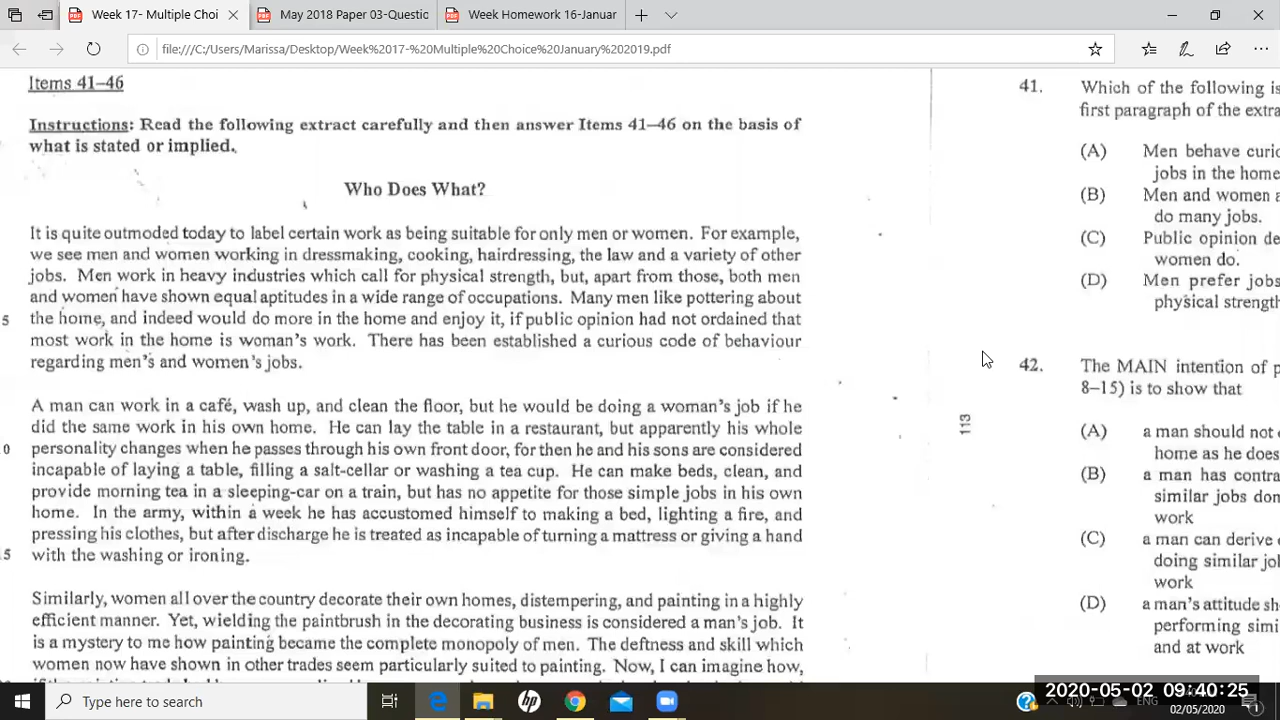 Week 17- Multiple Choi
May 2018 Paper 03-Questio
Week Homework 16-Januar
file:///C:/Users/Marissa/Desktop/Week%2017-%20Multiple%20Choice%20January%202019.pdf
Items 41–46
Instructions: Read the following extract carefully and then answer Items 41–46 on the basis of
what is stated or implied.
Who Does What?
It is quite outmoded today to label certain work as being suitable for only men or women. For example,
we see men and women working in dressmaking, cooking, hairdressing, the law and a variety of other
jobs. Men work in heavy industries which call for physical strength, but, apart from those, both men
and women have shown equal aptitudes in a wide range of occupations. Many men like pottering about
5 the home, and indeed would do more in the home and enjoy it, if public opinion had not ordained that
most work in the home is woman's work. There has been established a curious code of behaviour
regarding men's and women's jobs.
A man can work in a café, wash up, and clean the floor, but he would be doing a woman's job if he
did the same work in his own home. He can lay the table in a restaurant, but apparently his whole
0 personality changes when he passes through his own front door, for then he and his sons are considered
incapable of laying a table, filling a salt-cellar or washing a tea cup. He can make beds, clean, and
provide morning tea in a sleeping-car on a train, but has no appetite for those simple jobs in his own
home. In the army, within a week he has accustomed himself to making a bed, lighting a fire, and
pressing his clothes, but after discharge he is treated as incapable of turning a mattress or giving a hand
5 with the washing or ironing.
Similarly, women all over the country decorate their own homes, distempering, and painting in a highly
efficient manner. Yet, wielding the paintbrush in the decorating business is considered a man's job. It
is a mystery to me how painting became the complete monopoly of men. The deftness and skill which
women now have shown in other trades seem particularly suited to painting. Now, I can imagine how,
113
41. Which of the following is
first paragraph of the extra
(A) Men behave curio
jobs in the home
(B) Men and women a
do many jobs.
(C) Public opinion de
women do.
(D) Men prefer jobs
physical strength
42. The MAIN intention of p
8–15) is to show that
(A) a man should not
home as he does
(B) a man has contra
similar jobs don
work
(C) a man can derive
doing similar jo
work
(D) a man's attitude sh
performing simi
and at work
Type here to search
ENG
2020-05-02 09:40:25
02/05/2020